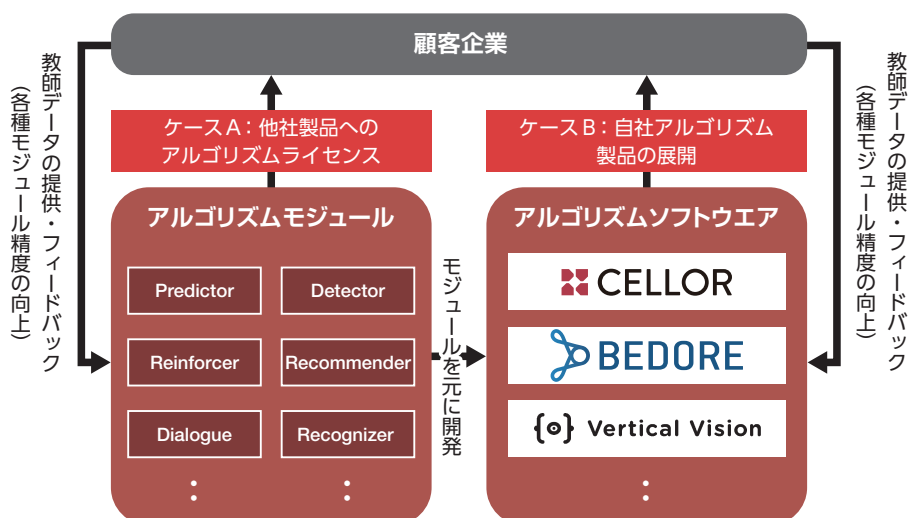 顧客企業
教師データの提供・フィードバック
（各種モジュール精度の向上）
ケースA：他社製品への
アルゴリズムライセンス
ケースB：自社アルゴリズム
製品の展開
教師データの提供・フィードバック
（各種モジュール精度の向上）
アルゴリズムモジュール
Predictor
Detector
Reinforcer
Recommender
Dialogue
Recognizer
：
：
モジュールを元に開発
アルゴリズムソフトウエア
CELLOR
BEDORE
{o} Vertical Vision
：